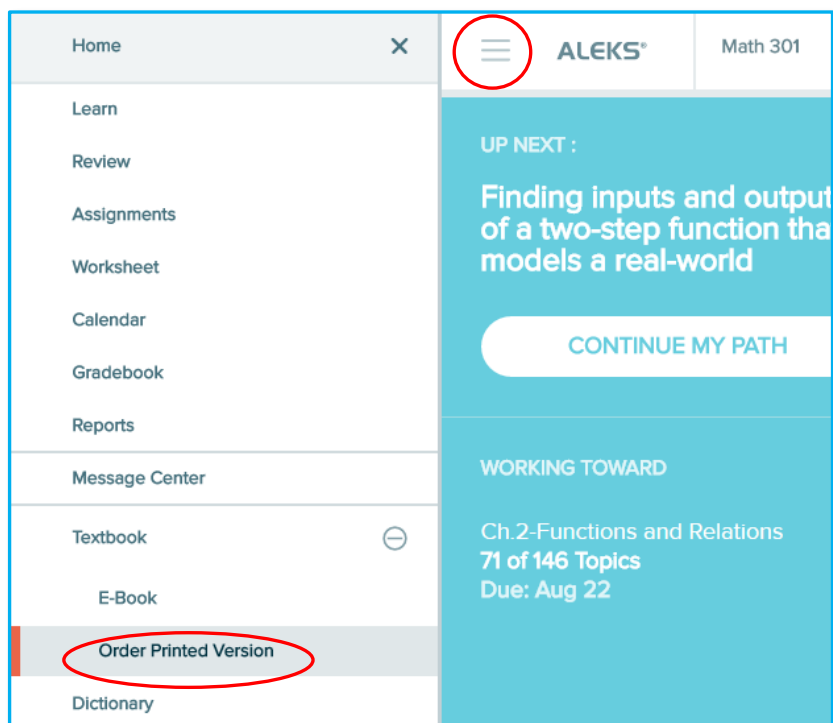 Home
Learn
Review
Assignments
Worksheet
Calendar
Gradebook
Reports
Message Center
Textbook
E-Book
Order Printed Version
Dictionary
ALEKS®
Math 301
UP NEXT :
Finding inputs and output
of a two-step function tha
models a real-world
CONTINUE MY PATH
WORKING TOWARD
Ch.2-Functions and Relations
71 of 146 Topics
Due: Aug 22